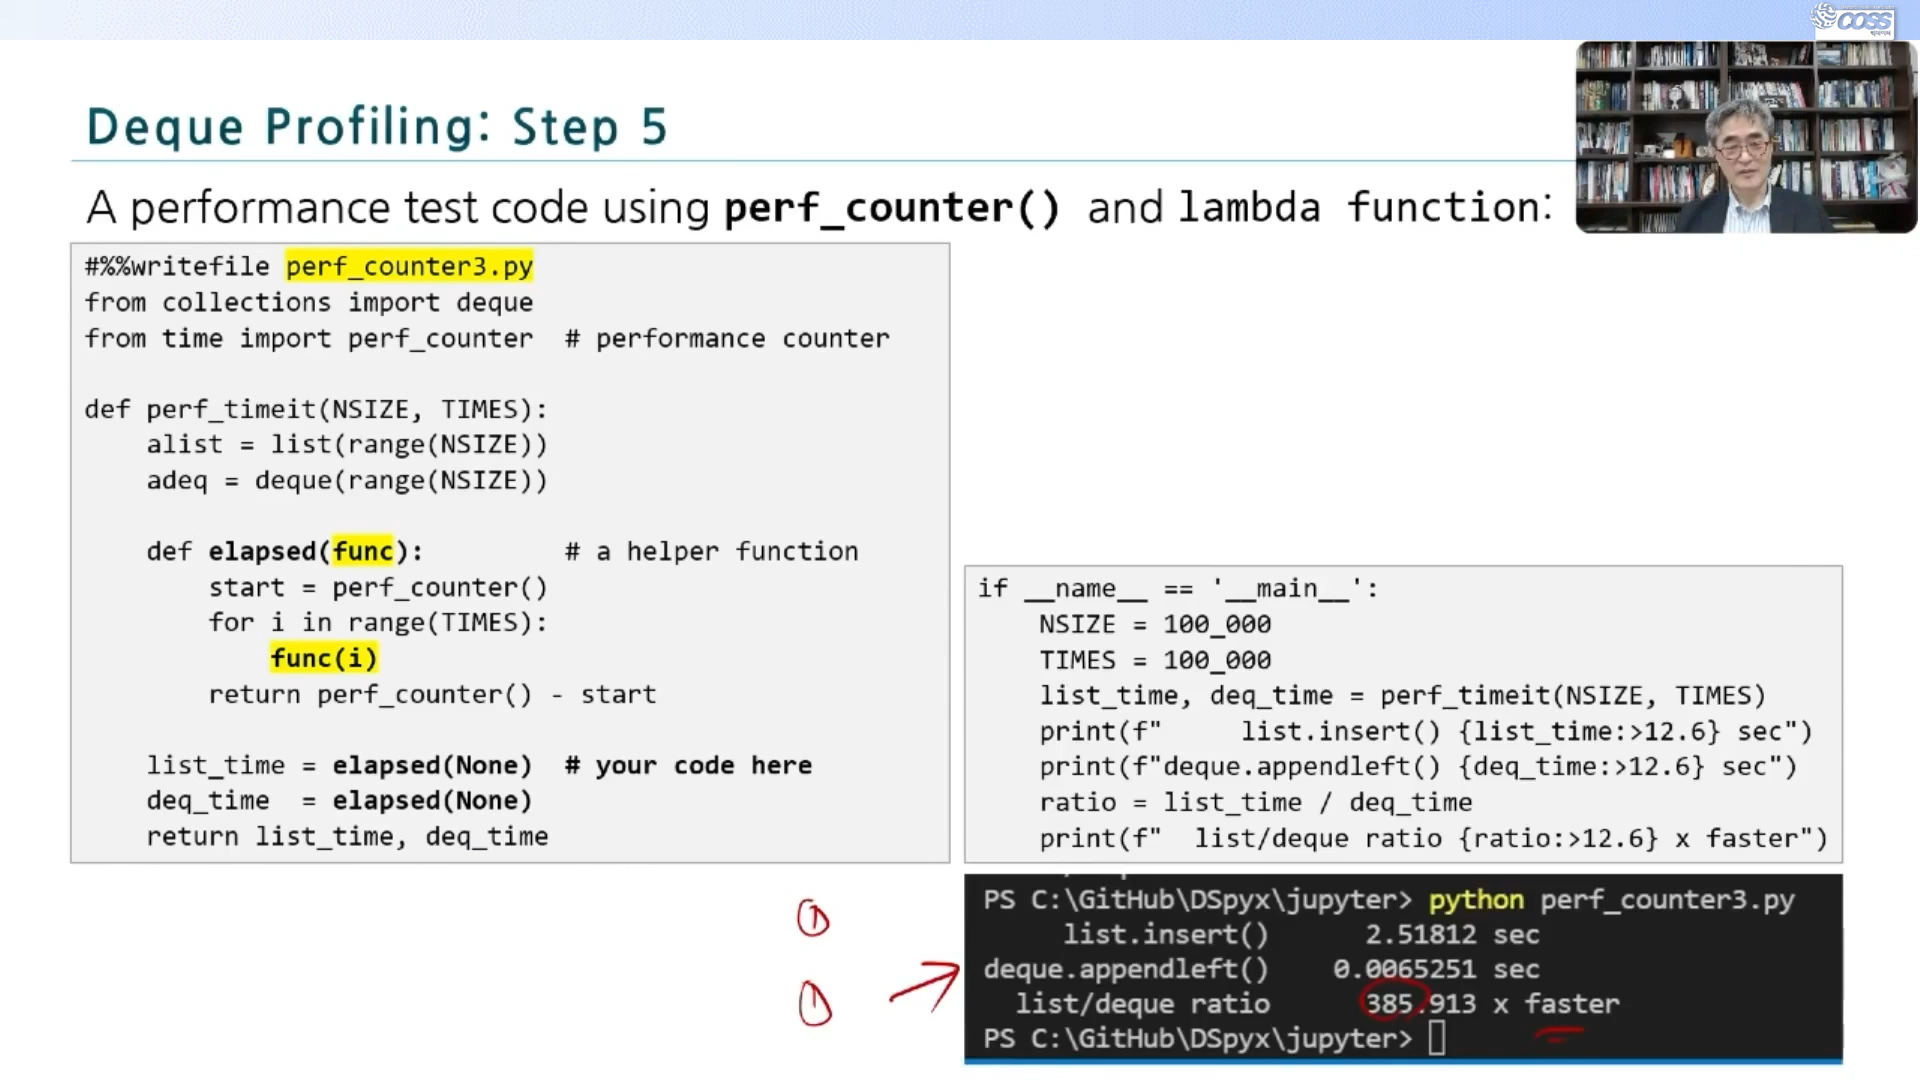 COSS
Deque Profiling: Step 5
A performance test code using perf_counter() and lambda function:
#%%writefile perf_counter3.py
from collections import deque
from time import perf_counter  # performance counter
def perf_timeit(NSIZE, TIMES):
    alist = list(range(NSIZE))
    adeq = deque(range(NSIZE))
    def elapsed(func):         # a helper function
        start = perf_counter()
        for i in range(TIMES):
            func(i)
        return perf_counter() - start
    list_time = elapsed(None)  # your code here
    deq_time  = elapsed(None)
    return list_time, deq_time
if __name__ == '__main__':
    NSIZE = 100_000
    TIMES = 100_000
    list_time, deq_time = perf_timeit(NSIZE, TIMES)
    print(f"     list.insert() {list_time:>12.6} sec")
    print(f"deque.appendleft() {deq_time:>12.6} sec")
    ratio = list_time / deq_time
    print(f"  list/deque ratio {ratio:>12.6} x faster")
①
①
PS C:\GitHub\DSpyx\jupyter> python perf_counter3.py
     list.insert()      2.51812 sec
deque.appendleft()    0.0065251 sec
  list/deque ratio      385.913 x faster
PS C:\GitHub\DSpyx\jupyter>